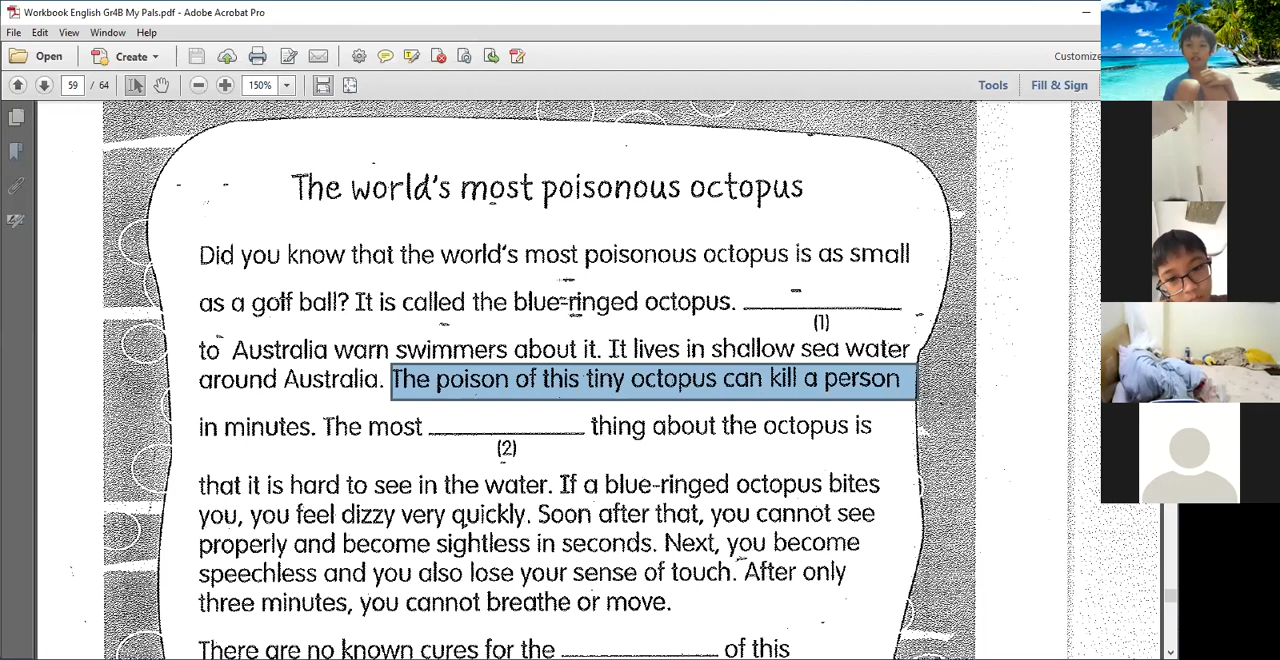 Workbook English Gr4B My Pals.pdf - Adobe Acrobat Pro
File Edit View Window Help
Open Create Customize
59 / 64 150% Tools Fill & Sign
The world's most poisonous octopus
Did you know that the world's most poisonous octopus is as small
as a golf ball? It is called the blue-ringed octopus. ____________
(1)
to Australia warn swimmers about it. It lives in shallow sea water
around Australia. The poison of this tiny octopus can kill a person
in minutes. The most ____________ thing about the octopus is
(2)
that it is hard to see in the water. If a blue-ringed octopus bites
you, you feel dizzy very quickly. Soon after that, you cannot see
properly and become sightless in seconds. Next, you become
speechless and you also lose your sense of touch. After only
three minutes, you cannot breathe or move.
There are no known cures for the ____________ of this